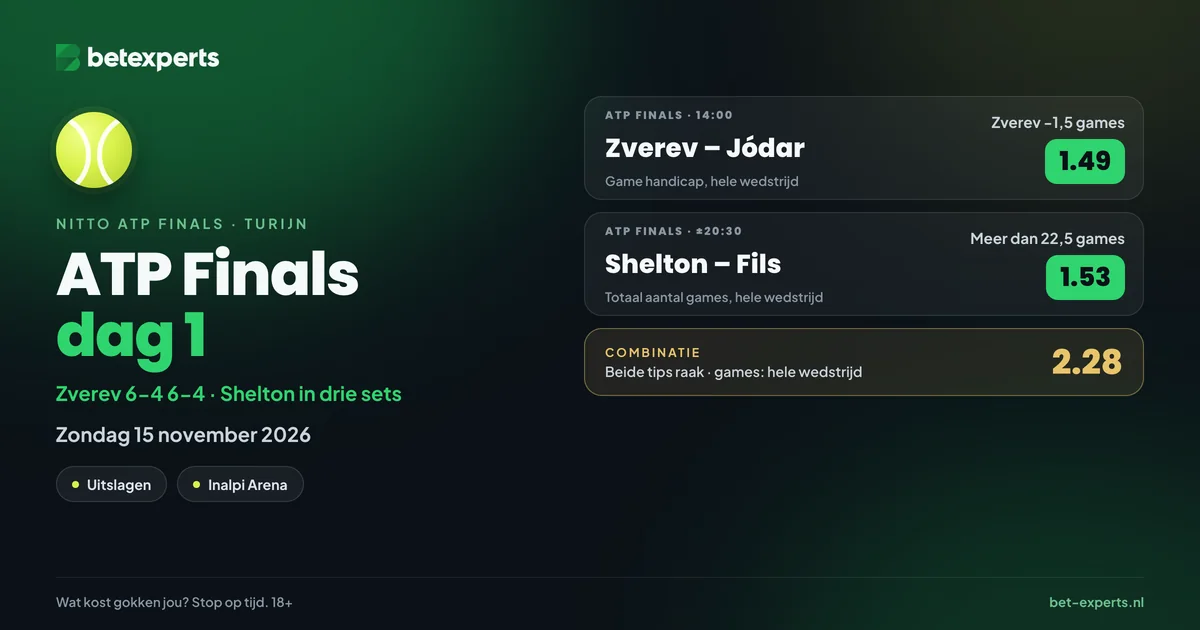 betexperts
NITTO ATP FINALS · TURIJN
ATP Finals
dag 1
Zverev 6–4 6–4 · Shelton in drie sets
Zondag 15 november 2026
Uitslagen
Inalpi Arena
ATP FINALS · 14:00
Zverev – Jódar
Game handicap, hele wedstrijd
Zverev −1,5 games
1.49
ATP FINALS · ±20:30
Shelton – Fils
Totaal aantal games, hele wedstrijd
Meer dan 22,5 games
1.53
COMBINATIE
Beide tips raak · games: hele wedstrijd
2.28
Wat kost gokken jou? Stop op tijd. 18+
bet-experts.nl